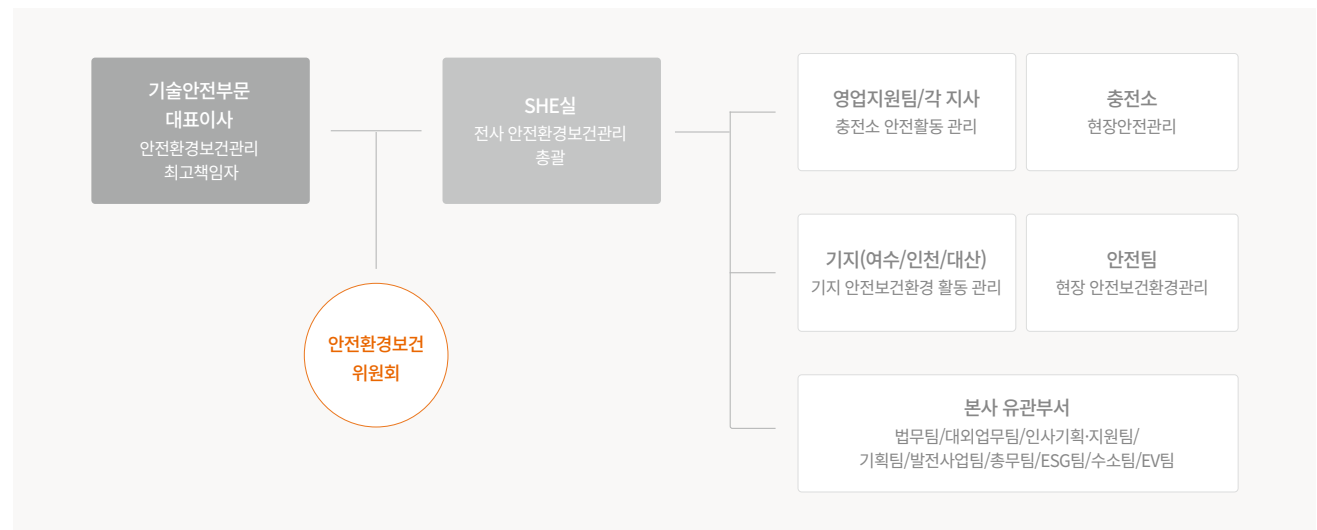 기술안전부문
대표이사
안전환경보건관리
최고책임자
안전환경보건
위원회
SHE실
전사 안전환경보건관리
총괄
영업지원팀/각 지사
충전소 안전활동 관리
충전소
현장안전관리
기지(여수/인천/대산)
기지 안전보건환경 활동 관리
안전팀
현장 안전보건환경관리
본사 유관부서
법무팀/대외업무팀/인사기획·지원팀/
기획팀/발전사업팀/총무팀/ESG팀/수소팀/EV팀